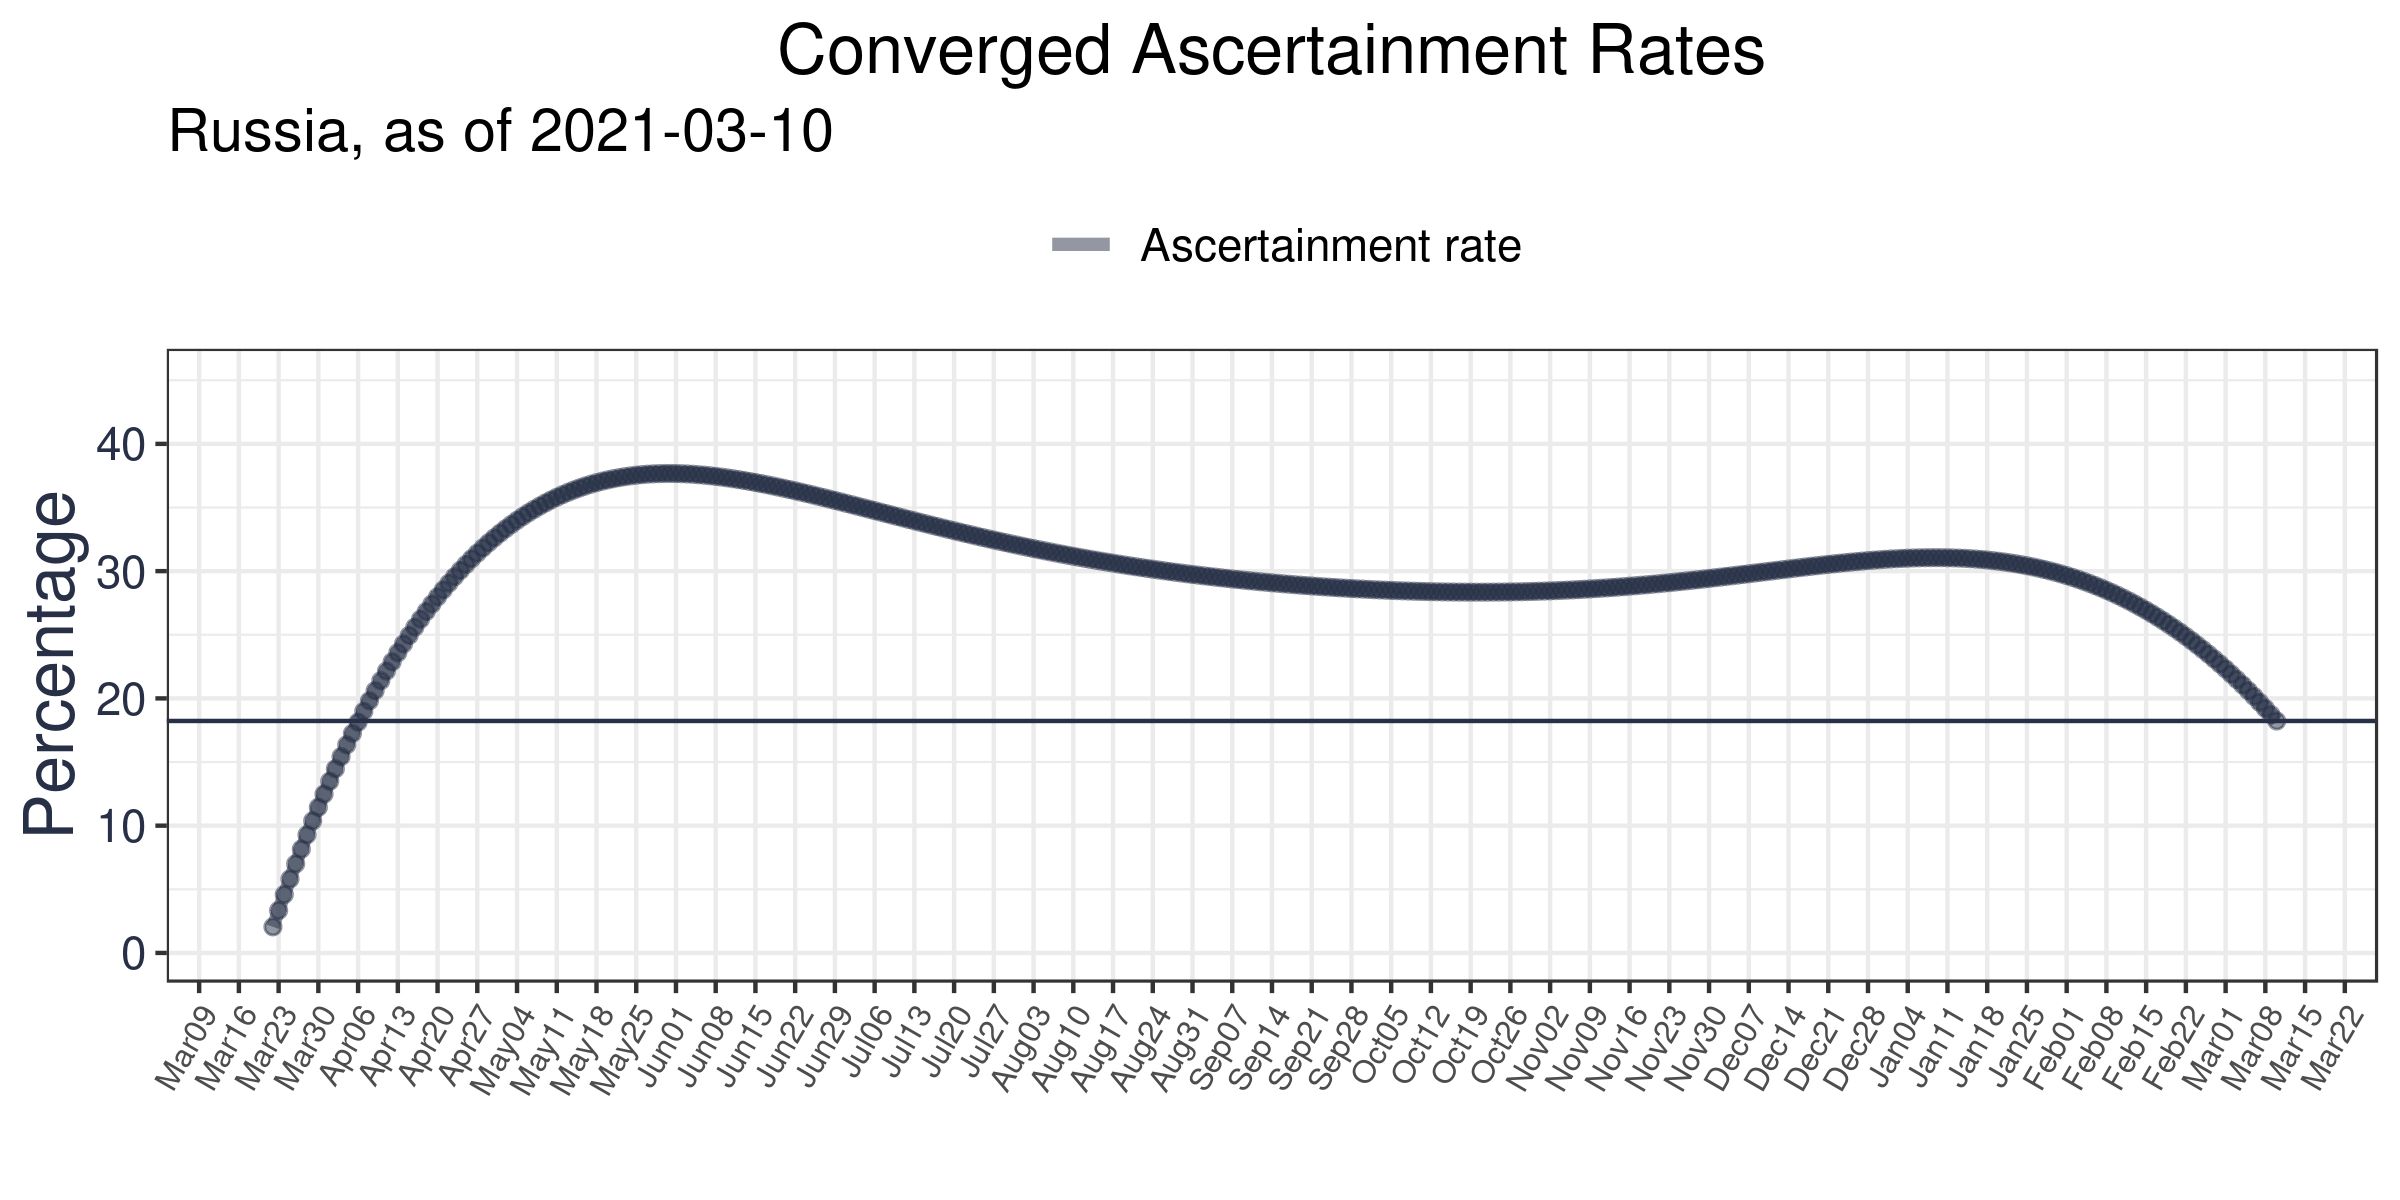 Converged Ascertainment Rates
Russia, as of 2021-03-10
Ascertainment rate
Percentage
40
30
20
10
0
Mar09 Mar16 Mar23 Mar30 Apr06 Apr13 Apr20 Apr27 May04 May11 May18 May25 Jun01 Jun08 Jun15 Jun22 Jun29 Jul06 Jul13 Jul20 Jul27 Aug03 Aug10 Aug17 Aug24 Aug31 Sep07 Sep14 Sep21 Sep28 Oct05 Oct12 Oct19 Oct26 Nov02 Nov09 Nov16 Nov23 Nov30 Dec07 Dec14 Dec21 Dec28 Jan04 Jan11 Jan18 Jan25 Feb01 Feb08 Feb15 Feb22 Mar01 Mar08 Mar15 Mar22